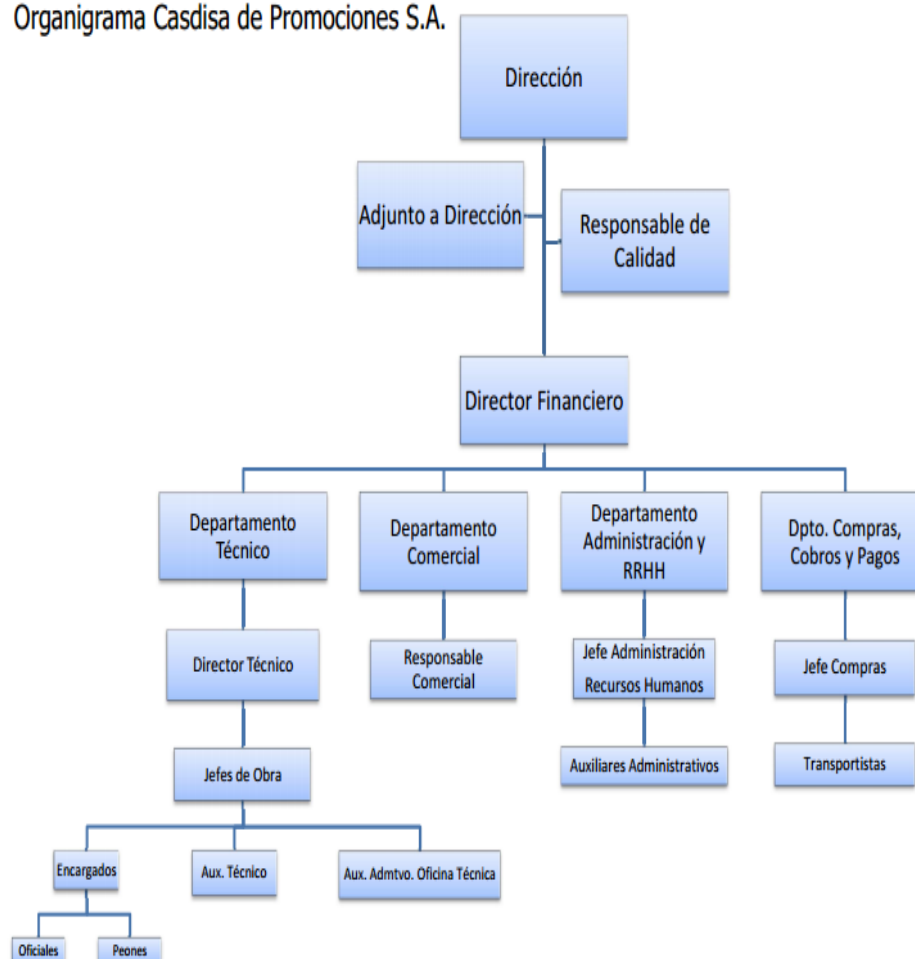 Organigrama Casdisa de Promociones S.A.
Dirección
Adjunto a Dirección
Responsable de
Calidad
Director Financiero
Departamento
Técnico
Departamento
Comercial
Departamento
Administración y
RRHH
Dpto. Compras,
Cobros y Pagos
Director Técnico
Responsable
Comercial
Jefe Administración
Recursos Humanos
Jefe Compras
Jefes de Obra
Auxiliares Administrativos
Transportistas
Encargados
Aux. Técnico
Aux. Admtvo. Oficina Técnica
Oficiales
Peones